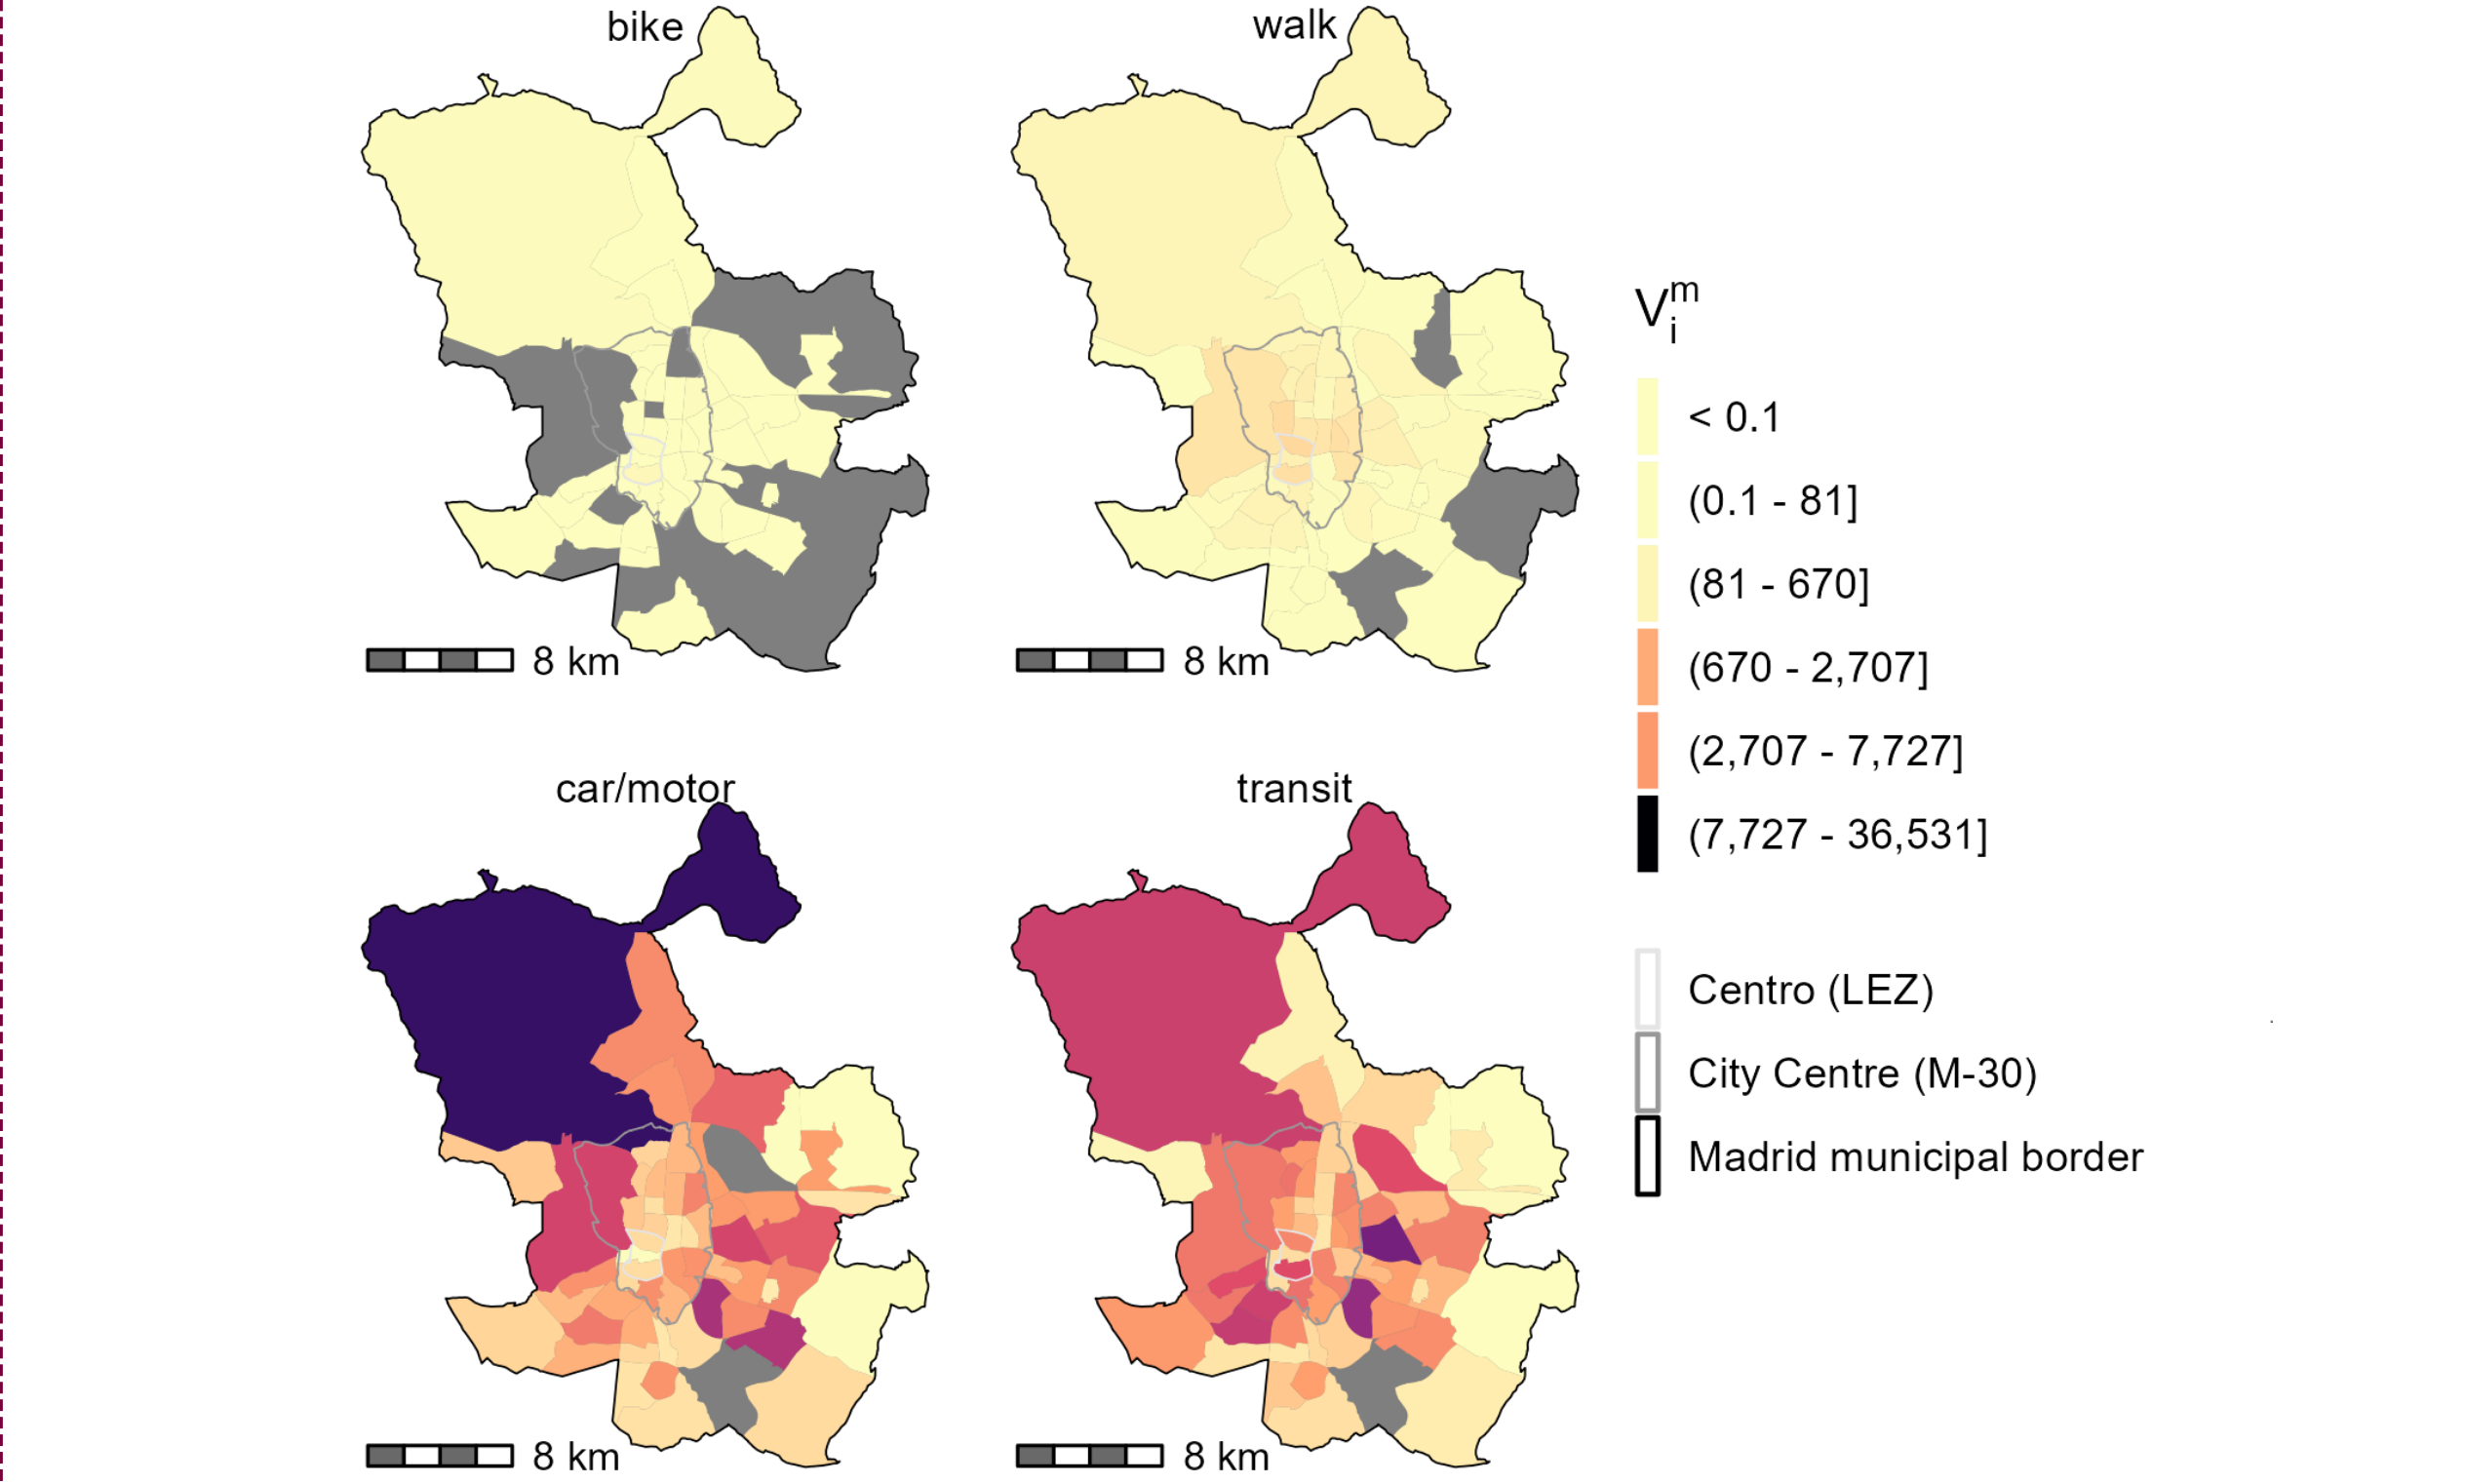 bike
walk
8 km
8 km
car/motor
transit
8 km
8 km
V_i^m
< 0.1
(0.1 - 81]
(81 - 670]
(670 - 2,707]
(2,707 - 7,727]
(7,727 - 36,531]
Centro (LEZ)
City Centre (M-30)
Madrid municipal border